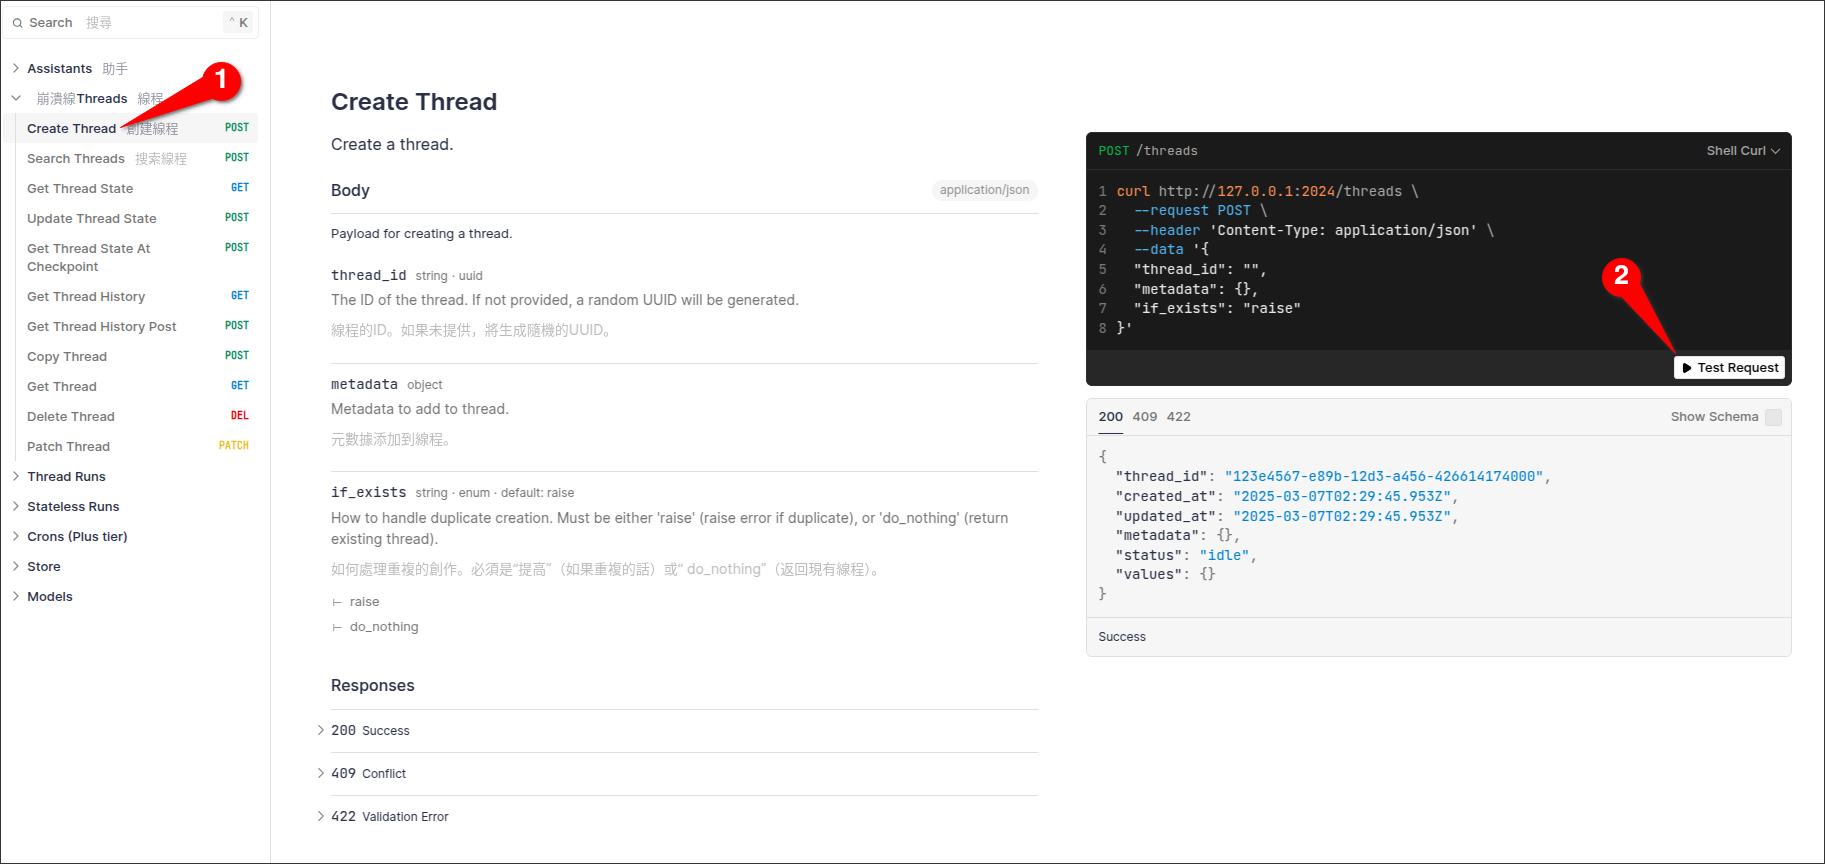 Search 搜尋 ^ K
Assistants 助手
崩潰線Threads 線程
1
Create Thread 創建線程 POST
Search Threads 搜索線程 POST
Get Thread State GET
Update Thread State POST
Get Thread State At POST
Checkpoint
Get Thread History GET
Get Thread History Post POST
Copy Thread POST
Get Thread GET
Delete Thread DEL
Patch Thread PATCH
Thread Runs
Stateless Runs
Crons (Plus tier)
Store
Models
Create Thread
Create a thread.
Body application/json
Payload for creating a thread.
thread_id string · uuid
The ID of the thread. If not provided, a random UUID will be generated.
線程的ID。如果未提供，將生成隨機的UUID。
metadata object
Metadata to add to thread.
元數據添加到線程。
if_exists string · enum · default: raise
How to handle duplicate creation. Must be either 'raise' (raise error if duplicate), or 'do_nothing' (return
existing thread).
如何處理重複的創作。必須是“提高”（如果重複的話）或“ do_nothing”（返回現有線程）。
raise
do_nothing
Responses
200 Success
409 Conflict
422 Validation Error
POST /threads Shell Curl
1 curl http://127.0.0.1:2024/threads \
2 --request POST \
3 --header 'Content-Type: application/json' \
4 --data '{
5 "thread_id": "",
6 "metadata": {},
7 "if_exists": "raise"
8 }'
2
Test Request
200 409 422 Show Schema
{
"thread_id": "123e4567-e89b-12d3-a456-426614174000",
"created_at": "2025-03-07T02:29:45.953Z",
"updated_at": "2025-03-07T02:29:45.953Z",
"metadata": {},
"status": "idle",
"values": {}
}
Success